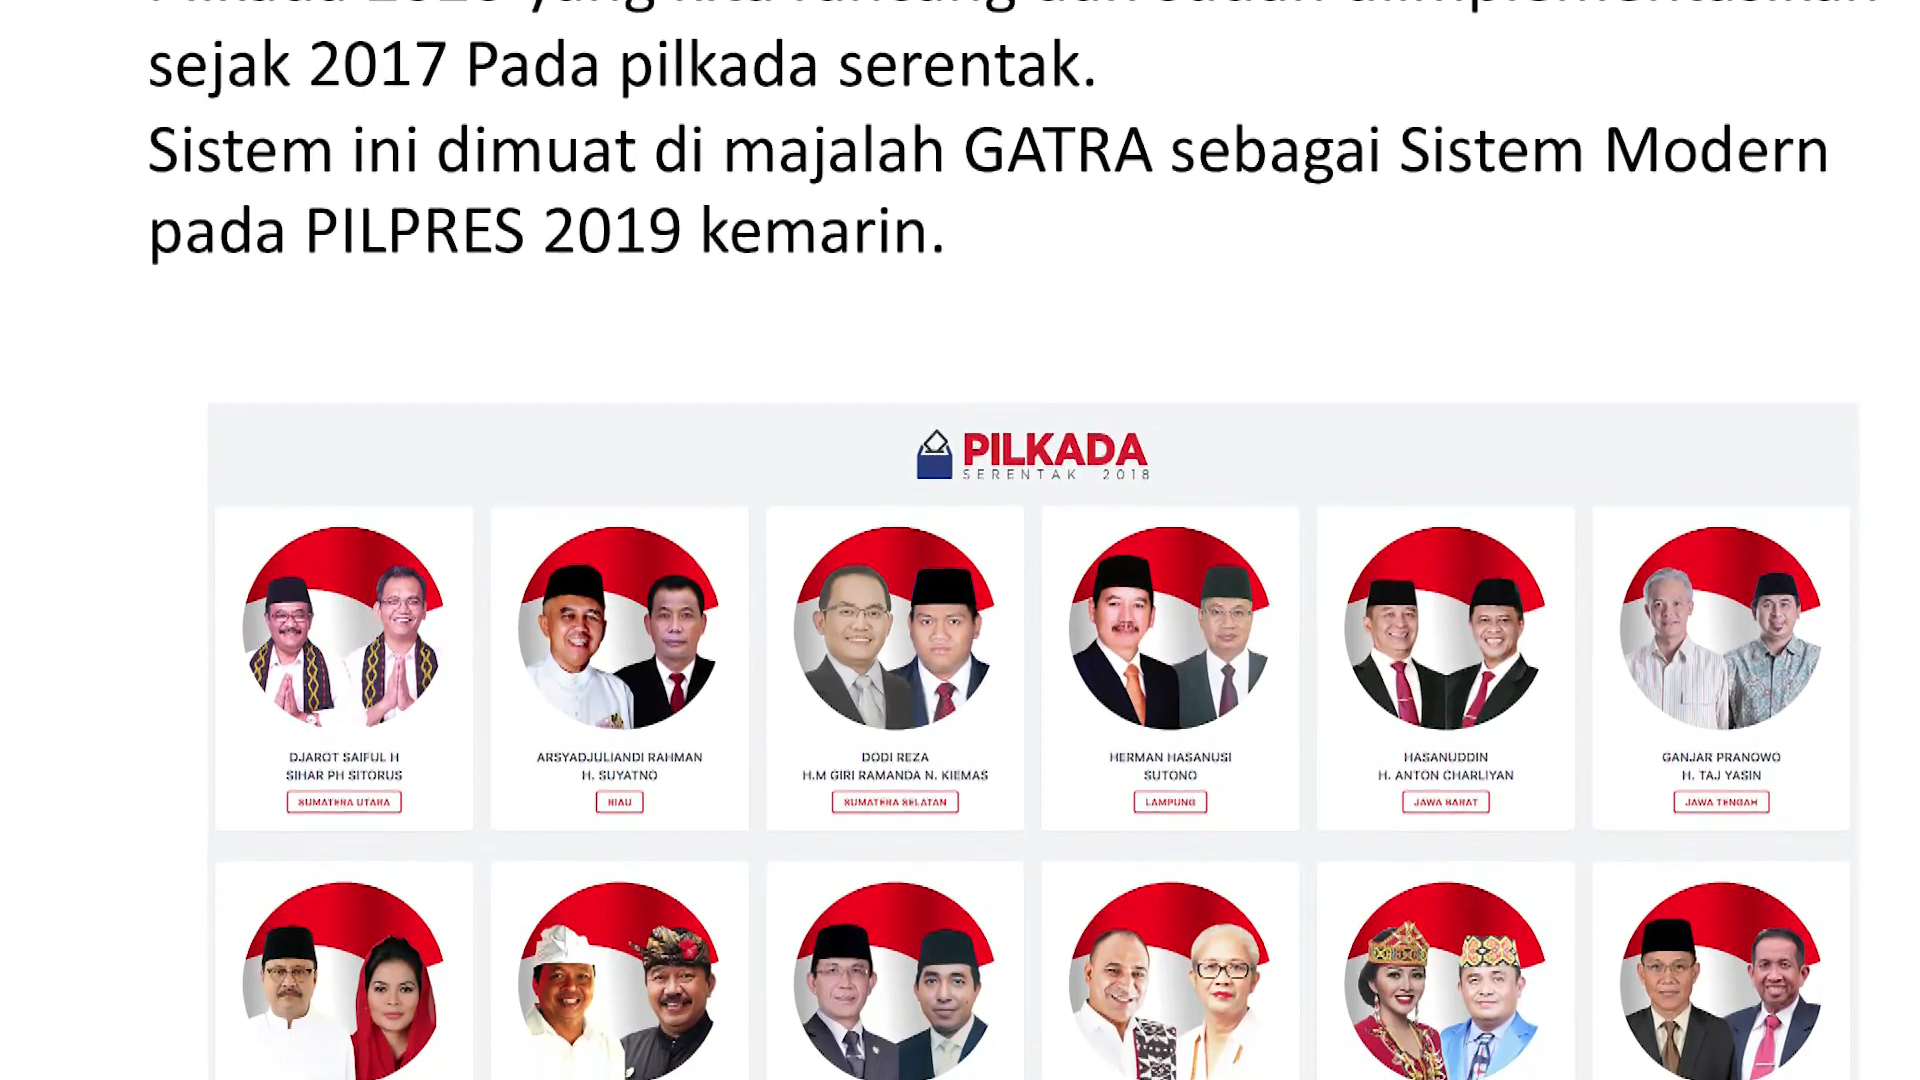 sejak 2017 Pada pilkada serentak.
Sistem ini dimuat di majalah GATRA sebagai Sistem Modern
pada PILPRES 2019 kemarin.
PILKADA
SERENTAK 2018
DJAROT SAIFUL H
SIHAR PH SITORUS
SUMATERA UTARA
ARSYADJULIANDI RAHMAN
H. SUYATNO
RIAU
DODI REZA
H.M GIRI RAMANDA N. KIEMAS
SUMATERA SELATAN
HERMAN HASANUSI
SUTONO
LAMPUNG
HASANUDDIN
H. ANTON CHARLIYAN
JAWA BARAT
GANJAR PRANOWO
H. TAJ YASIN
JAWA TENGAH